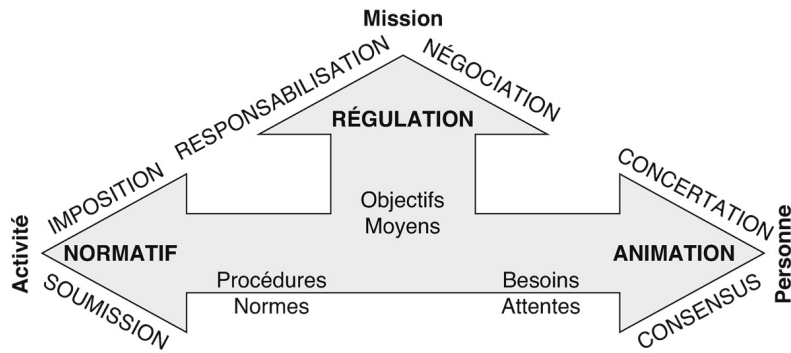 Mission
RESPONSABILISATION
NÉGOCIATION
RÉGULATION
IMPOSITION
CONCERTATION
Objectifs
Moyens
Activité
NORMATIF
ANIMATION
Personne
Procédures
Normes
Besoins
Attentes
SOUMISSION
CONSENSUS